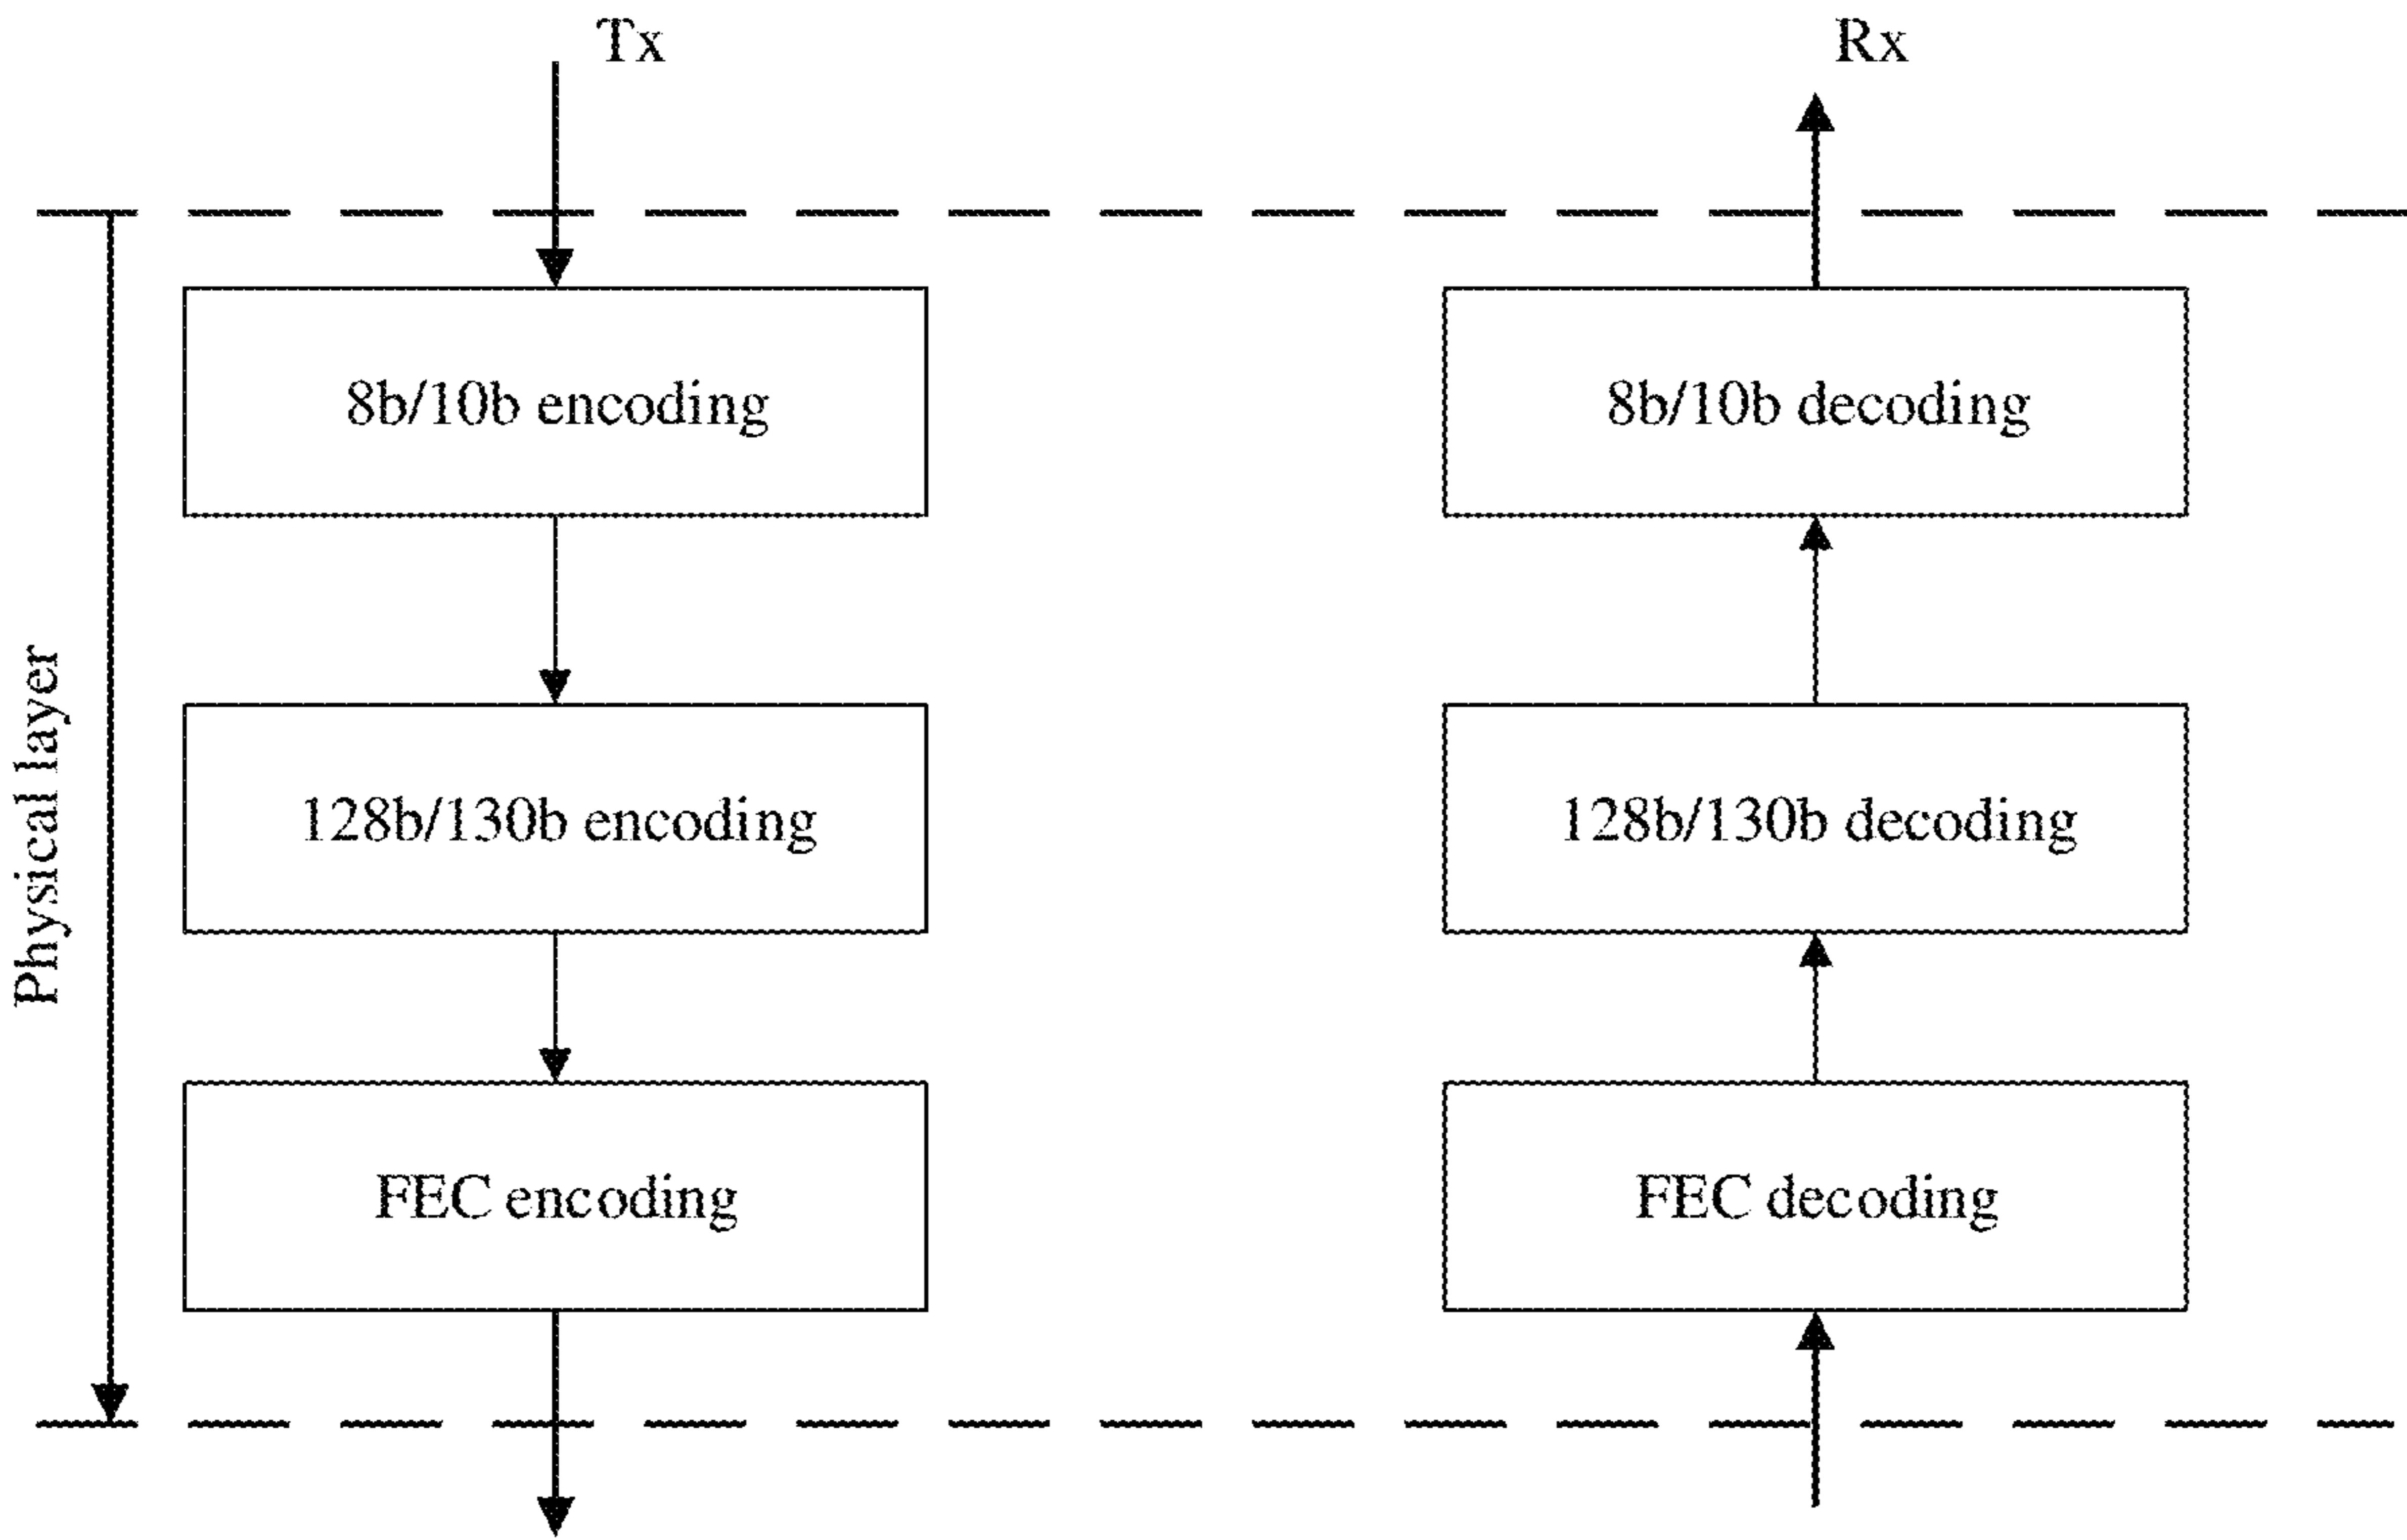 Tx
Rx
8b/10b encoding
8b/10b decoding
Physical layer
128b/130b encoding
128b/130b decoding
FEC encoding
FEC decoding